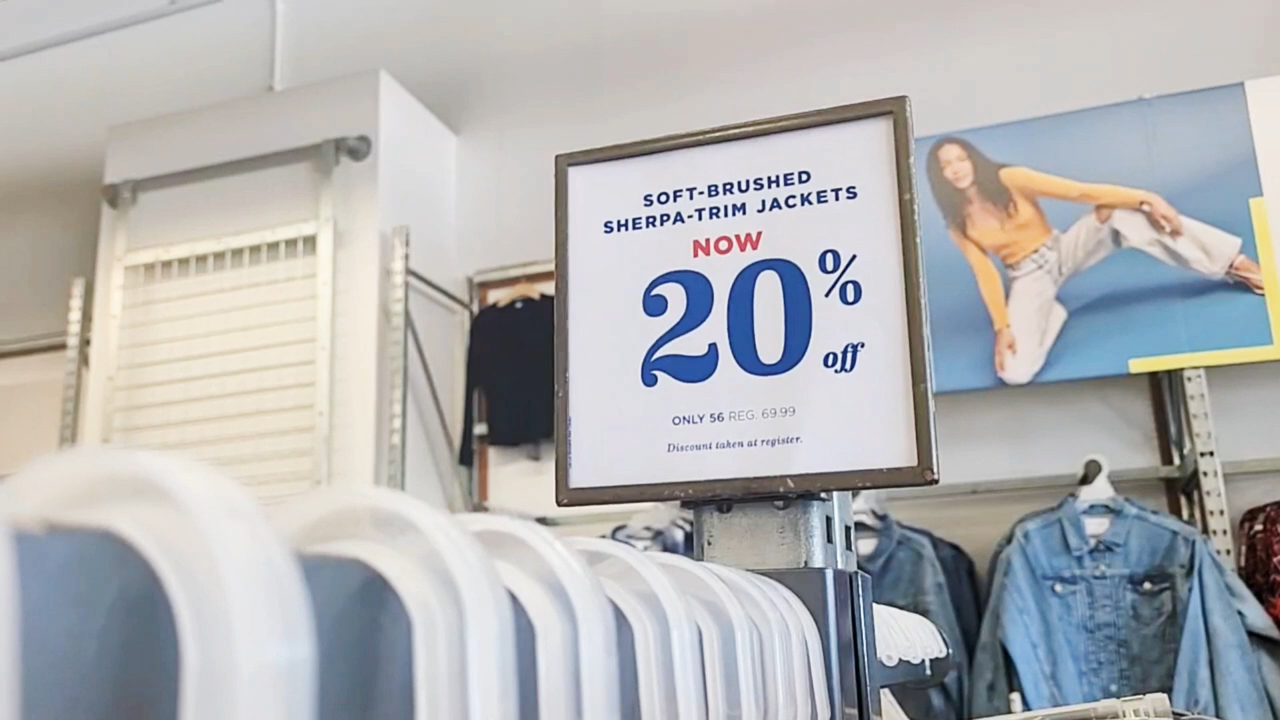 SOFT-BRUSHED
SHERPA-TRIM JACKETS
NOW
20%
off
ONLY 56 REG. 69.99
Discount taken at register.